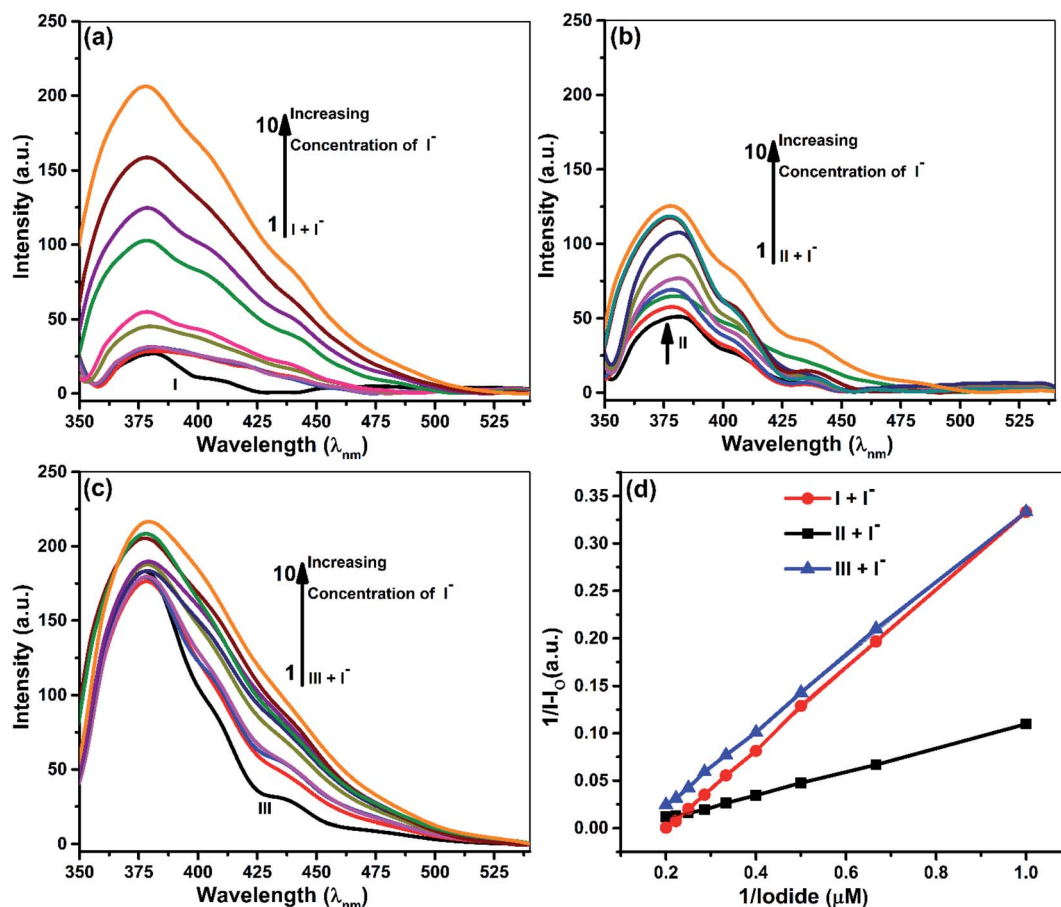 (a)
250
200
150
100
50
0
Intensity (a.u.)
10 Increasing
Concentration of I⁻
1 I + I⁻
I
350 375 400 425 450 475 500 525
Wavelength (λnm)
(b)
250
200
150
100
50
0
Intensity (a.u.)
10 Increasing
Concentration of I⁻
1 II + I⁻
II
350 375 400 425 450 475 500 525
Wavelength (λnm)
(c)
250
200
150
100
50
0
Intensity (a.u.)
10 Increasing
Concentration of I⁻
1 III + I⁻
III
350 375 400 425 450 475 500 525
Wavelength (λnm)
(d)
0.35
0.30
0.25
0.20
0.15
0.10
0.05
0.00
1/I-IO(a.u.)
I + I⁻
II + I⁻
III + I⁻
0.2 0.4 0.6 0.8 1.0
1/Iodide (μM)